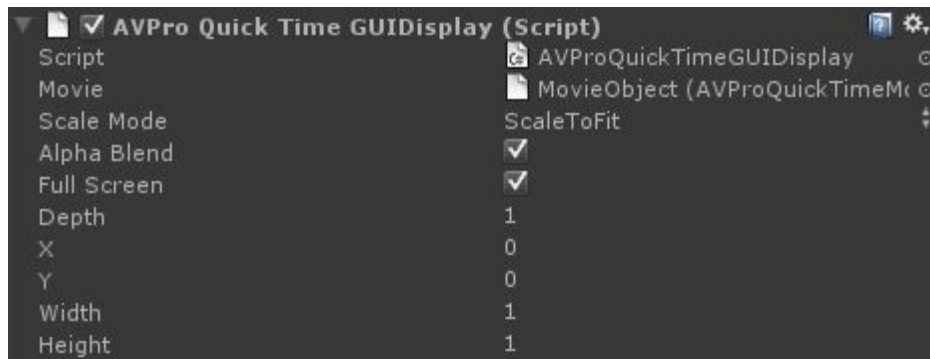 AVPro Quick Time GUIDisplay (Script)
Script AVProQuickTimeGUIDisplay
Movie MovieObject (AVProQuickTimeMo
Scale Mode ScaleToFit
Alpha Blend
Full Screen
Depth 1
X 0
Y 0
Width 1
Height 1